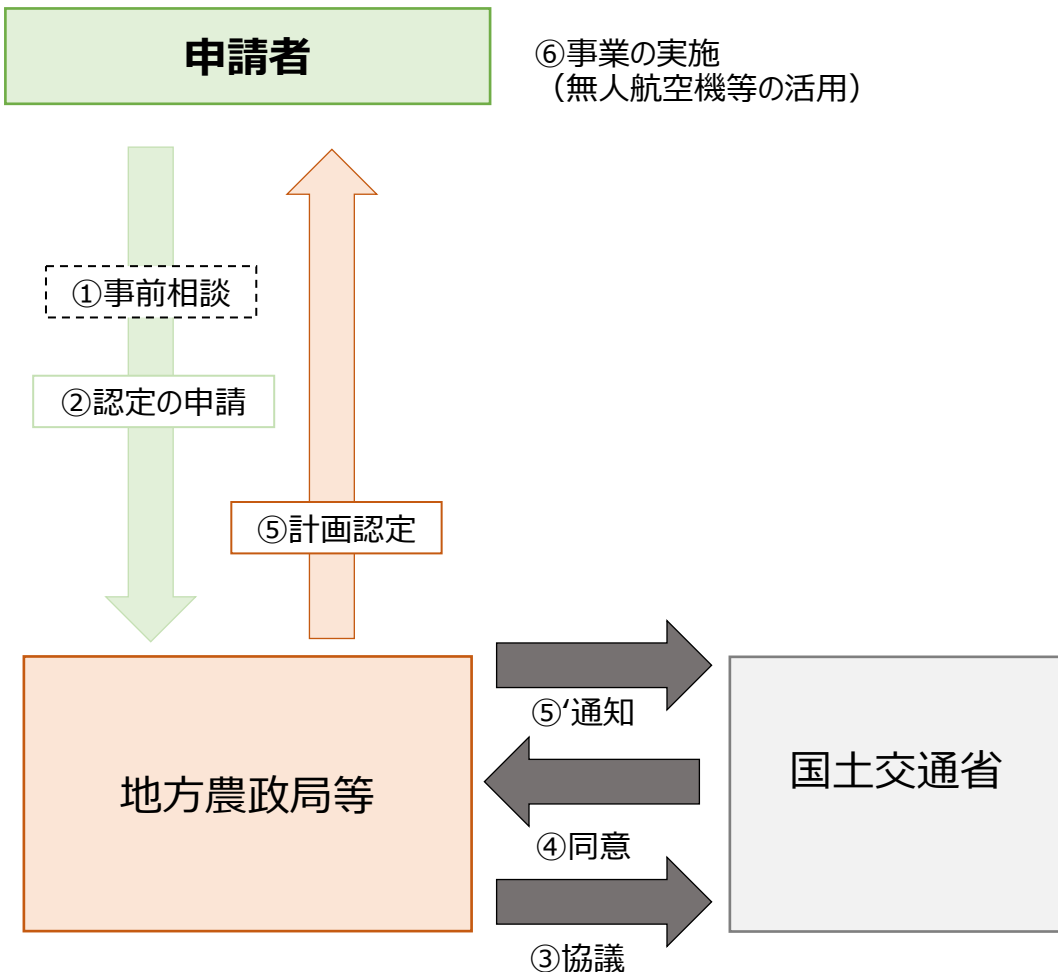 申請者
⑥事業の実施
（無人航空機等の活用）
①事前相談
②認定の申請
⑤計画認定
⑤‘通知
地方農政局等
国土交通省
④同意
③協議